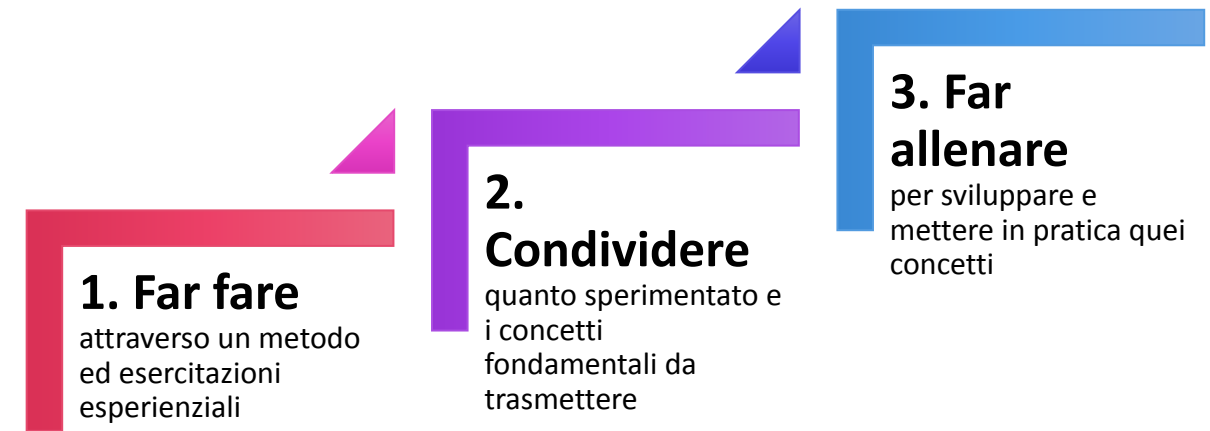 1. Far fare
attraverso un metodo
ed esercitazioni
esperienziali
2.
Condividere
quanto sperimentato e
i concetti
fondamentali da
trasmettere
3. Far
allenare
per sviluppare e
mettere in pratica quei
concetti